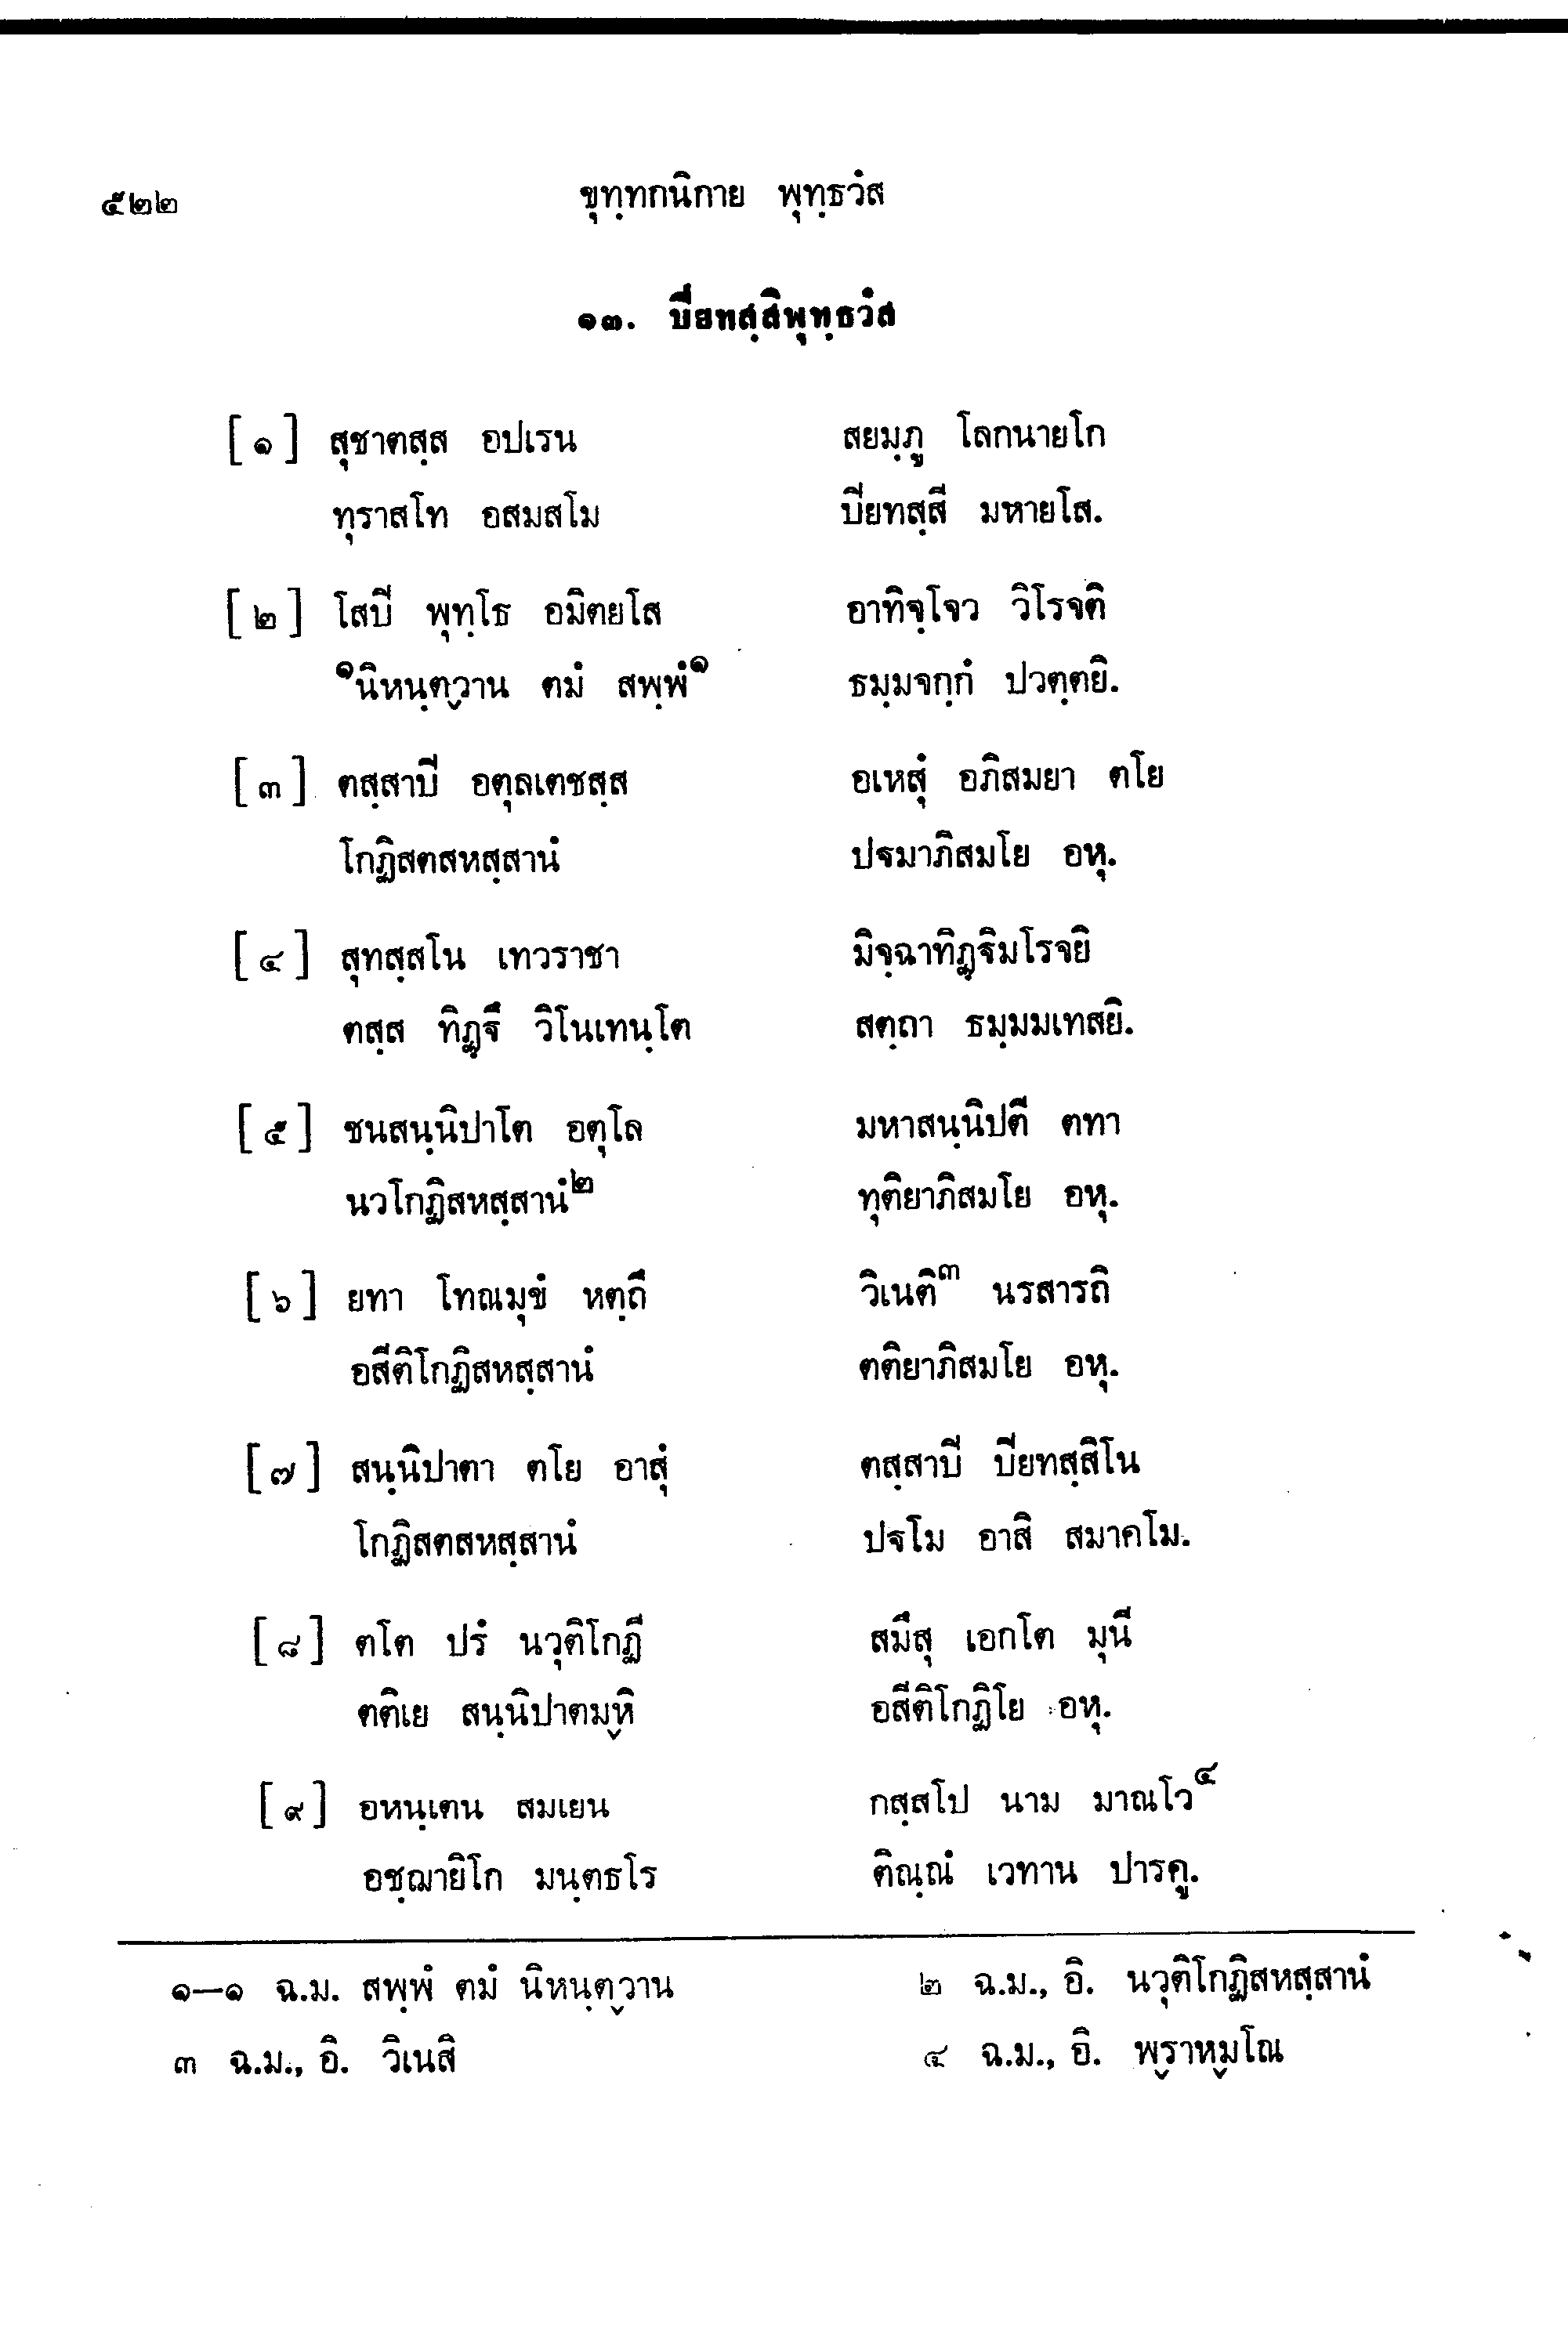 ๕๒๒ ขุทฺทกนิกาย พุทฺธวํส
๑๓. ปิยทสฺสิพุทฺธวํส
[๑] สุชาตสฺส อปเรน สยมฺภู โลกนายโก
ทุราสโท อสมสโม ปิยทสฺสี มหายโส.
[๒] โสปิ พุทฺโธ อมิตยโส อาทิจฺโจว วิโรจติ
๑นิหนฺตฺวาน ตมํ สพฺพํ๑ ธมฺมจกฺกํ ปวตฺตยิ.
[๓] ตสฺสาปิ อตุลเตชสฺส อเหสุํ อภิสมยา ตโย
โกฏิสตสหสฺสานํ ปฐมาภิสมโย อหุ.
[๔] สุทสฺสโน เทวราชา มิจฺฉาทิฏฺฐิมโรจยิ
ตสฺส ทิฏฺฐึ วิโนเทนฺโต สตฺถา ธมฺมมเทสยิ.
[๕] ชนสนฺนิปาโต อตุโล มหาสนฺนิปตี ตทา
นวโกฏิสหสฺสานํ๒ ทุติยาภิสมโย อหุ.
[๖] ยทา โทณมุขํ หตฺถึ วิเนติ๓ นรสารถิ
อสีติโกฏิสหสฺสานํ ตติยาภิสมโย อหุ.
[๗] สนฺนิปาตา ตโย อาสุํ ตสฺสาปิ ปิยทสฺสิโน
โกฏิสตสหสฺสานํ ปฐโม อาสิ สมาคโม.
[๘] ตโต ปรํ นวุติโกฏี สมึสุ เอกโต มุนี
ตติเย สนฺนิปาตมฺหิ อสีติโกฏิโย อหุ.
[๙] อหนฺเตน สมเยน กสฺสโป นาม มาณโว๔
อชฺฌายิโก มนฺตธโร ติณฺณํ เวทาน ปารคู.
๑—๑ ฉ.ม. สพฺพํ ตมํ นิหนฺตฺวาน ๒ ฉ.ม., อิ. นวุติโกฏิสหสฺสานํ
๓ ฉ.ม., อิ. วิเนสิ ๔ ฉ.ม., อิ. พฺราหฺมโณ